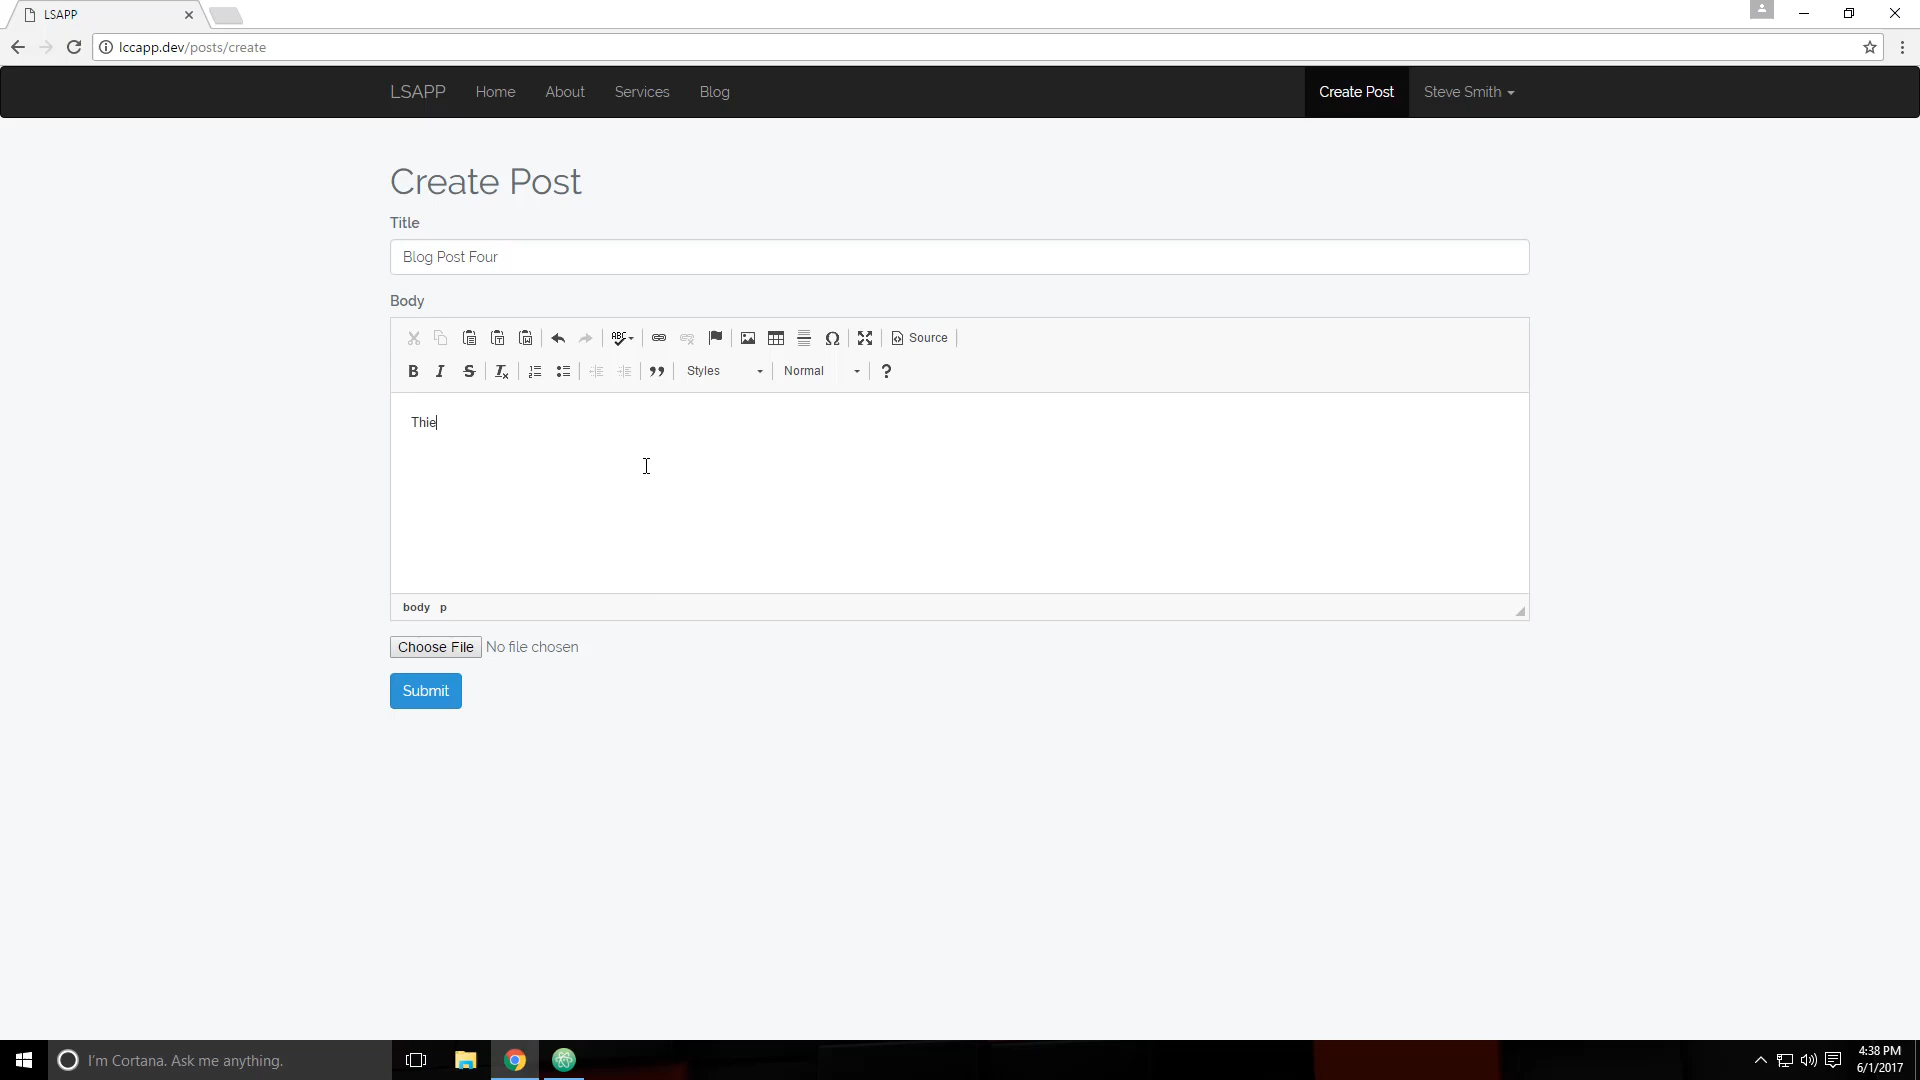 LSAPP
lccapp.dev/posts/create
LSAPP Home About Services Blog Create Post Steve Smith
Create Post
Title
Blog Post Four
Body
ABC Source
B I S Tx Styles Normal ?
Thie
body p
Choose File No file chosen
Submit
I'm Cortana. Ask me anything.
4:38 PM
6/1/2017